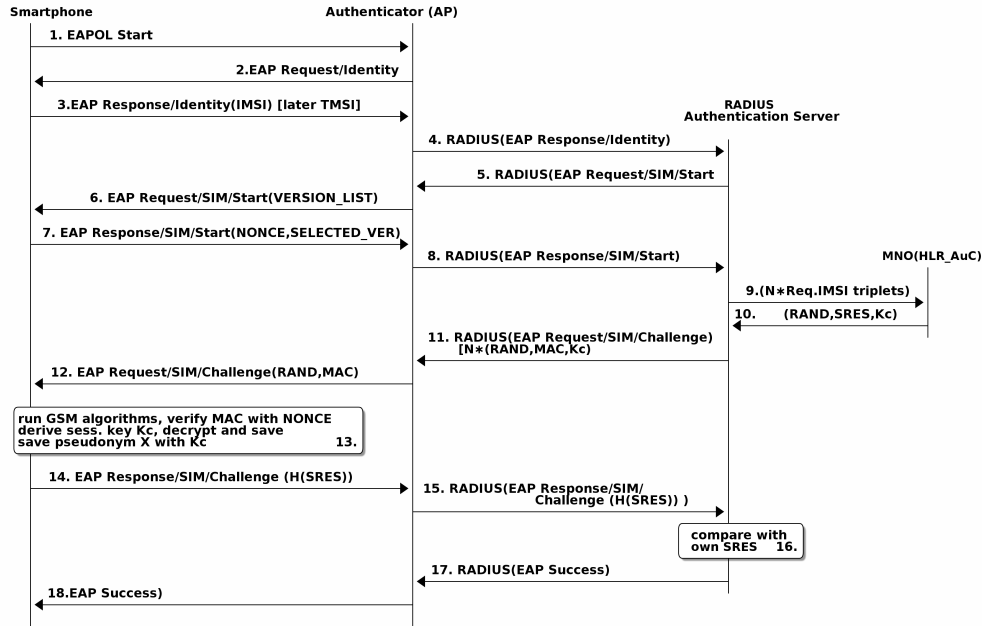 Smartphone
Authenticator (AP)
1. EAPOL Start
2.EAP Request/Identity
3.EAP Response/Identity(IMSI) [later TMSI]
RADIUS
Authentication Server
4. RADIUS(EAP Response/Identity)
5. RADIUS(EAP Request/SIM/Start
6. EAP Request/SIM/Start(VERSION_LIST)
7. EAP Response/SIM/Start(NONCE,SELECTED_VER)
8. RADIUS(EAP Response/SIM/Start)
MNO(HLR_AuC)
9.(N∗Req.IMSI triplets)
10. (RAND,SRES,Kc)
11. RADIUS(EAP Request/SIM/Challenge)
[N∗(RAND,MAC,Kc)
12. EAP Request/SIM/Challenge(RAND,MAC)
run GSM algorithms, verify MAC with NONCE
derive sess. key Kc, decrypt and save
save pseudonym X with Kc 13.
14. EAP Response/SIM/Challenge (H(SRES))
15. RADIUS(EAP Response/SIM/
Challenge (H(SRES)) )
compare with
own SRES 16.
17. RADIUS(EAP Success)
18.EAP Success)